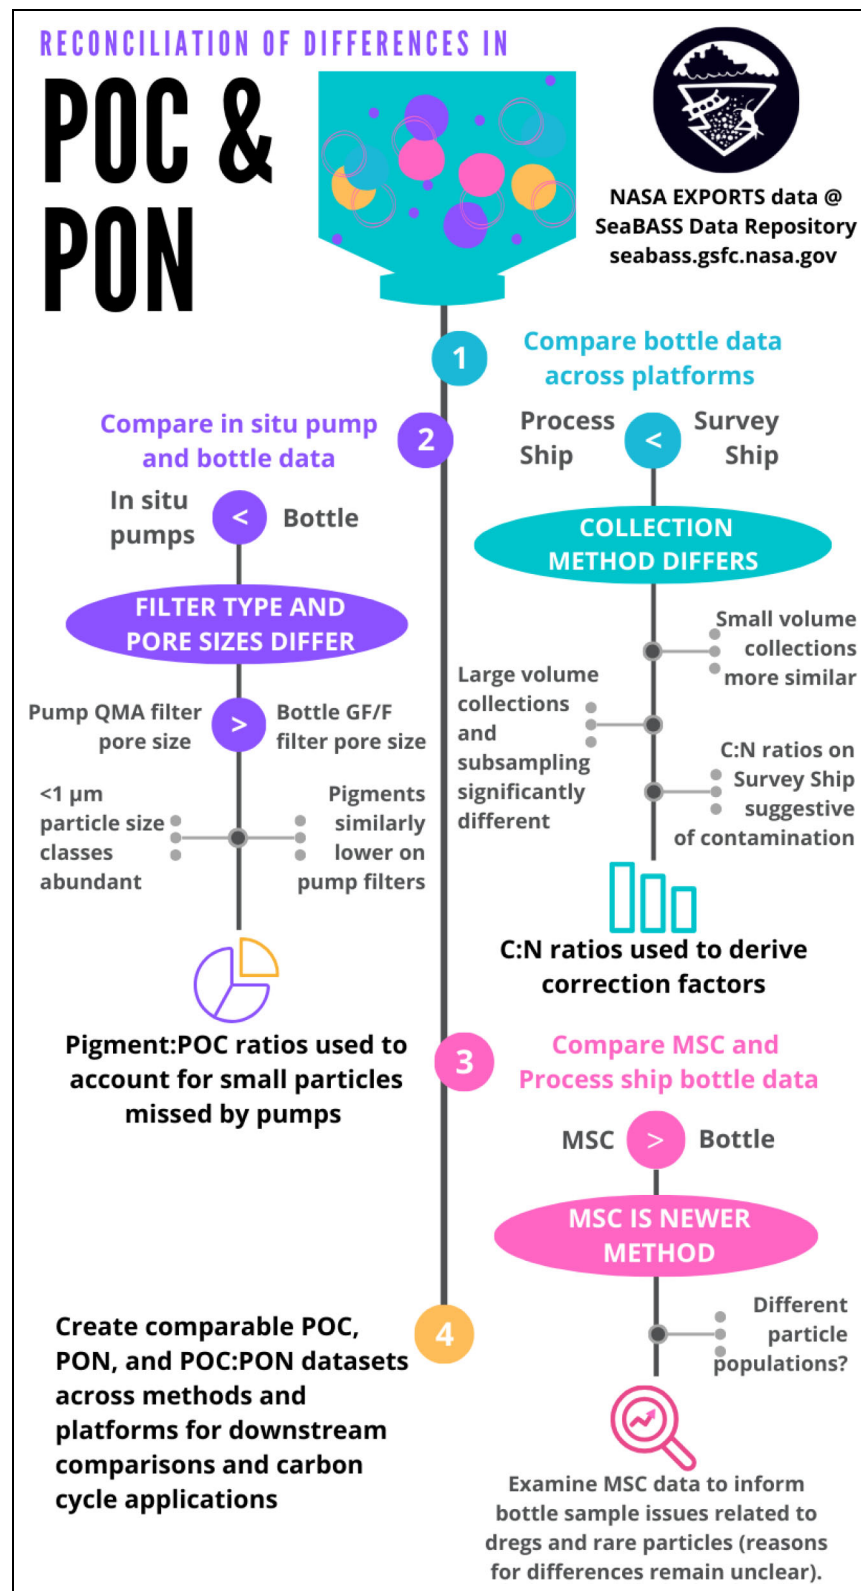 RECONCILIATION OF DIFFERENCES IN
POC &
PON
NASA EXPORTS data @
SeaBASS Data Repository
seabass.gsfc.nasa.gov
1
Compare bottle data
across platforms
Process
Ship
<
Survey
Ship
COLLECTION
METHOD DIFFERS
Small volume
collections
more similar
Large volume
collections
and
subsampling
significantly
different
C:N ratios on
Survey Ship
suggestive
of contamination
C:N ratios used to derive
correction factors
2
Compare in situ pump
and bottle data
In situ
pumps
<
Bottle
FILTER TYPE AND
PORE SIZES DIFFER
Pump QMA filter
pore size
>
Bottle GF/F
filter pore size
<1 µm
particle size
classes
abundant
Pigments
similarly
lower on
pump filters
Pigment:POC ratios used to
account for small particles
missed by pumps
3
Compare MSC and
Process ship bottle data
MSC
>
Bottle
MSC IS NEWER
METHOD
Different
particle
populations?
Examine MSC data to inform
bottle sample issues related to
dregs and rare particles (reasons
for differences remain unclear).
4
Create comparable POC,
PON, and POC:PON datasets
across methods and
platforms for downstream
comparisons and carbon
cycle applications